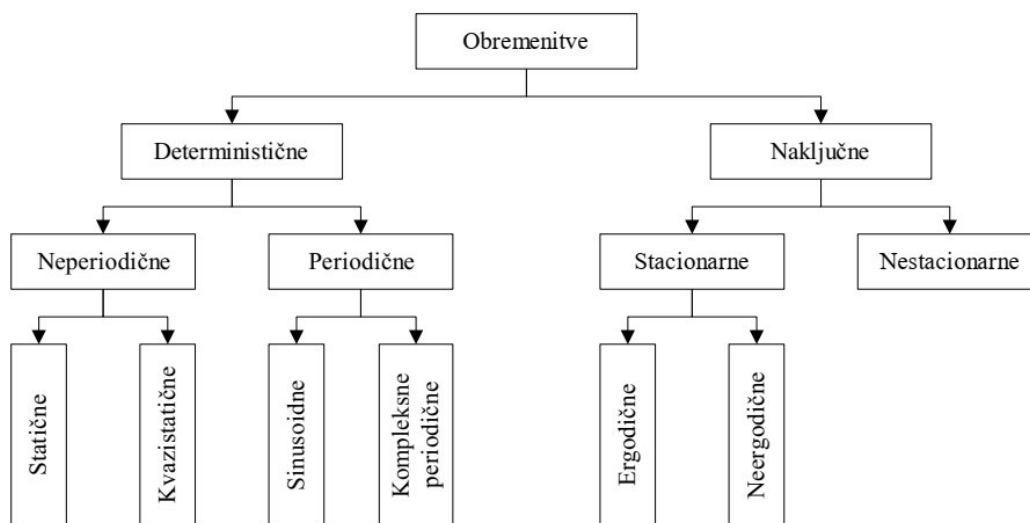 Obremenitve
Deterministične
Naključne
Neperiodične
Periodične
Stacionarne
Nestacionarne
Statične
Kvazistatične
Sinusoidne
Kompleksne
periodične
Ergodične
Neergodične